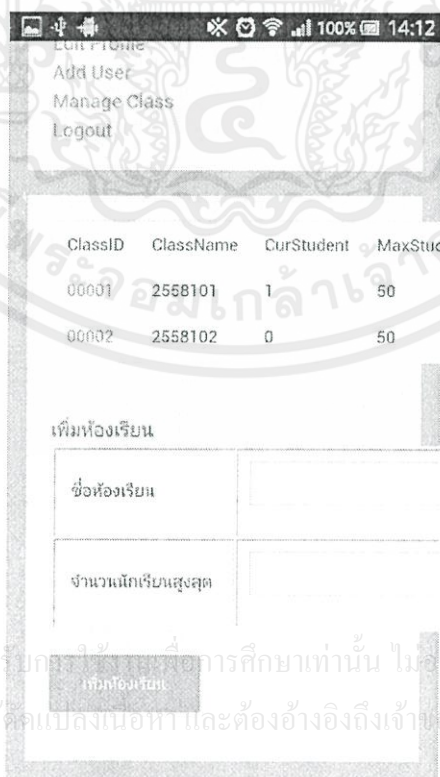 100% 14:12
Edit Profile
Add User
Manage Class
Logout
ClassID ClassName CurStudent MaxStud
00001 2558101 1 50
00002 2558102 0 50
เพิ่มห้องเรียน
ชื่อห้องเรียน
จำนวนนักเรียนสูงสุด
เพิ่มห้องเรียน